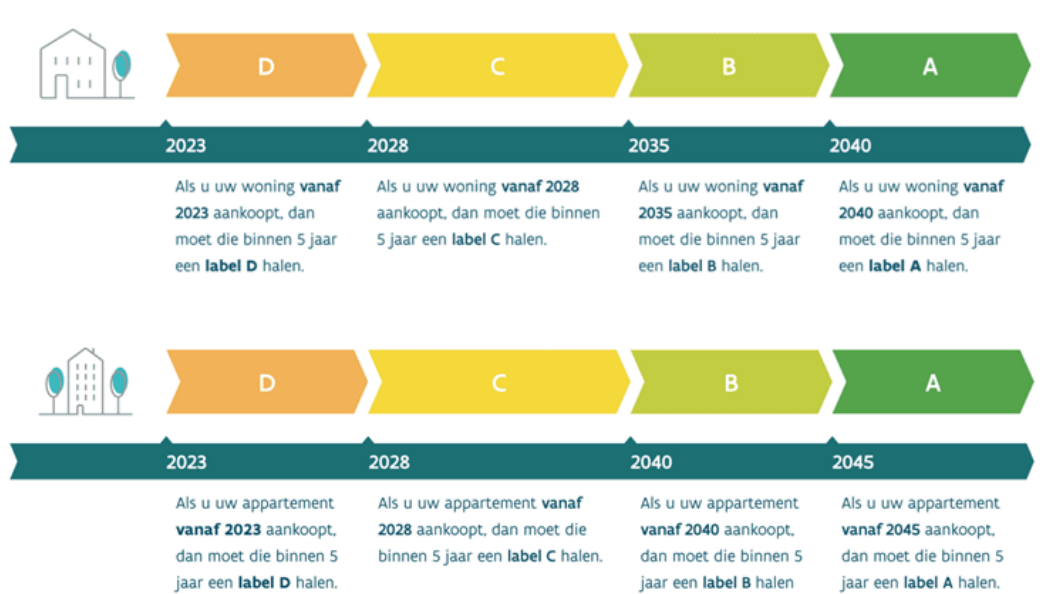 D C B A
2023 2028 2035 2040
Als u uw woning vanaf
2023 aankoopt, dan
moet die binnen 5 jaar
een label D halen.
Als u uw woning vanaf 2028
aankoopt, dan moet die binnen
5 jaar een label C halen.
Als u uw woning vanaf
2035 aankoopt, dan
moet die binnen 5 jaar
een label B halen.
Als u uw woning vanaf
2040 aankoopt, dan
moet die binnen 5 jaar
een label A halen.
D C B A
2023 2028 2040 2045
Als u uw appartement
vanaf 2023 aankoopt,
dan moet die binnen 5
jaar een label D halen.
Als u uw appartement vanaf
2028 aankoopt, dan moet die
binnen 5 jaar een label C halen.
Als u uw appartement
vanaf 2040 aankoopt,
dan moet die binnen 5
jaar een label B halen
Als u uw appartement
vanaf 2045 aankoopt,
dan moet die binnen 5
jaar een label A halen.